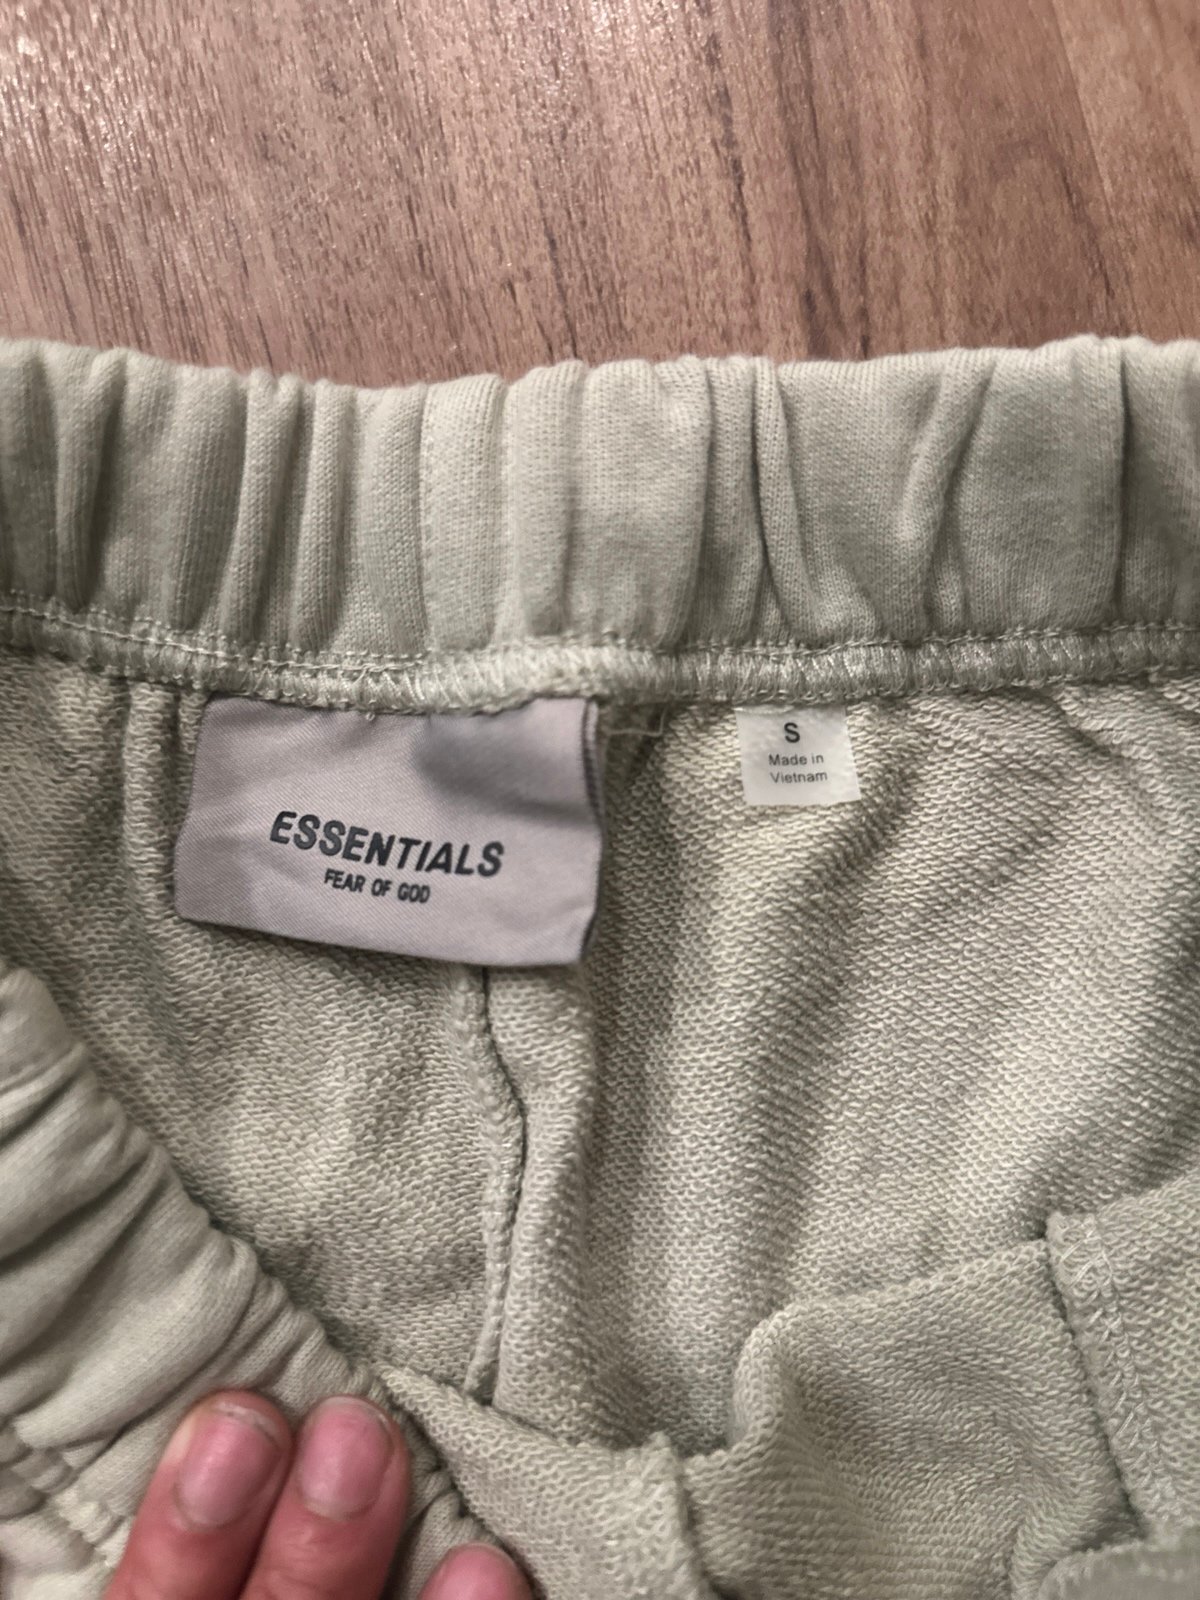 ESSENTIALS
FEAR OF GOD
S
Made in
Vietnam